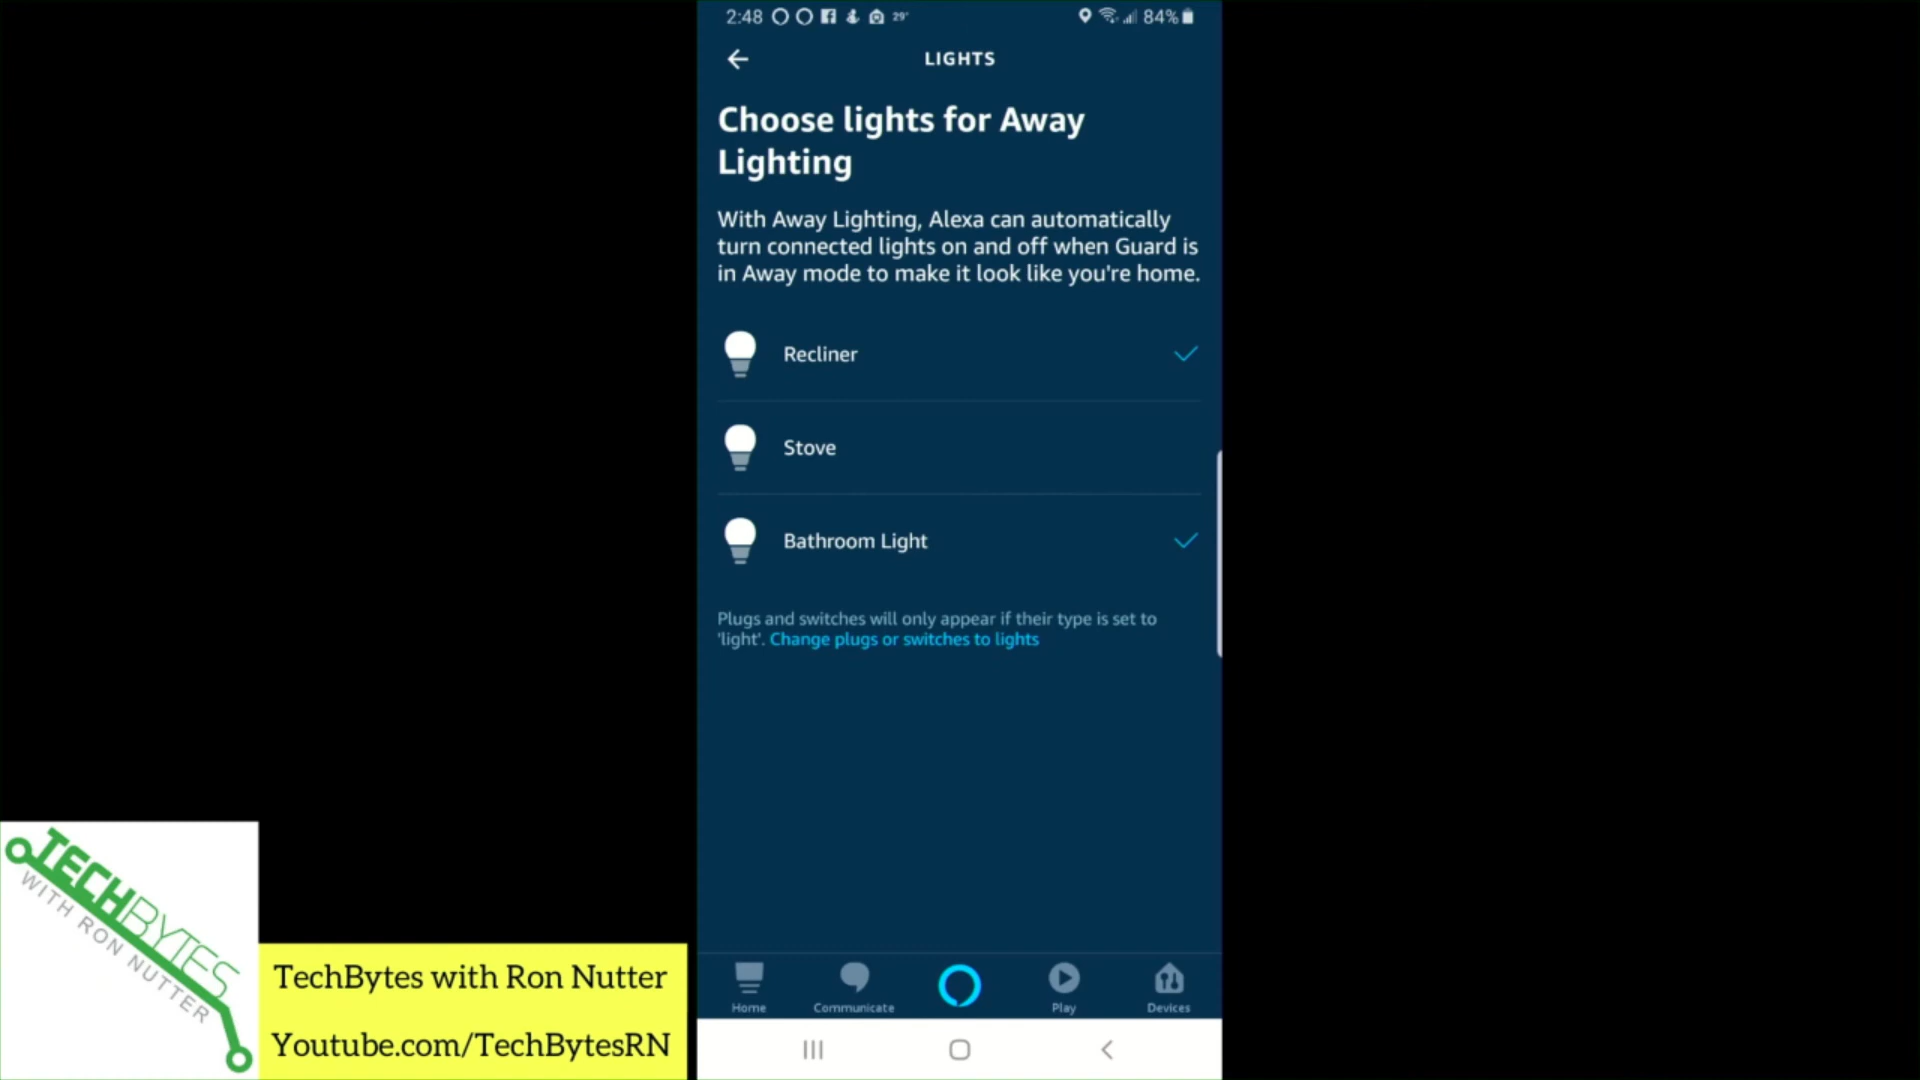 2:48
29°
84%
LIGHTS
Choose lights for Away
Lighting
With Away Lighting, Alexa can automatically
turn connected lights on and off when Guard is
in Away mode to make it look like you're home.
Recliner
Stove
Bathroom Light
Plugs and switches will only appear if their type is set to
'light'. Change plugs or switches to lights
Home
Communicate
Play
Devices
TECHBYTES
WITH RON NUTTER
TechBytes with Ron Nutter
Youtube.com/TechBytesRN